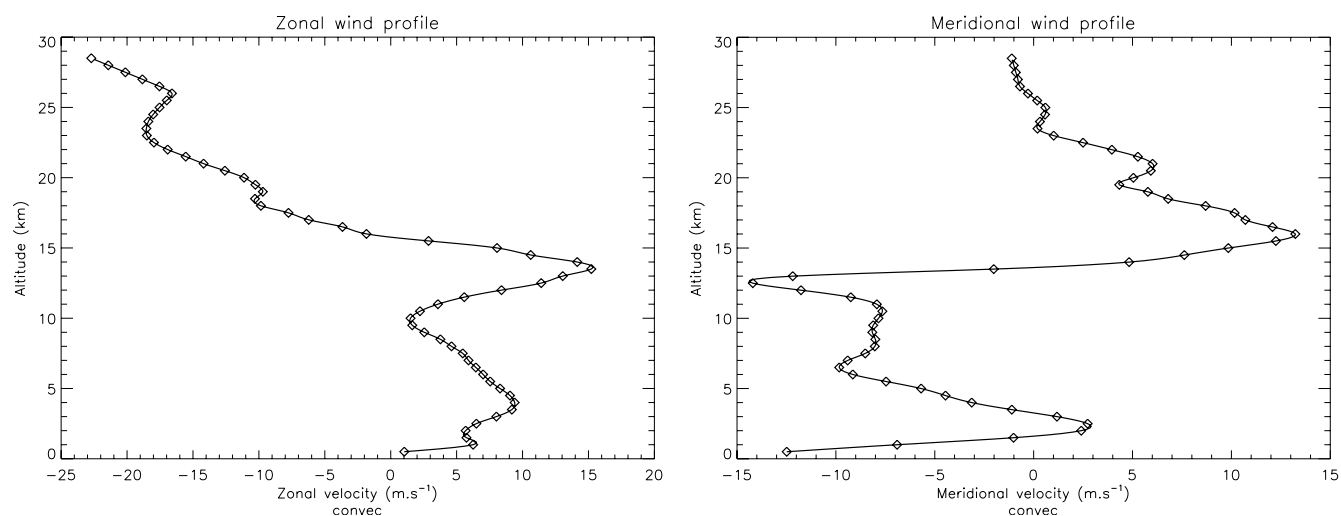 Zonal wind profile
30
25
20
15
10
5
0
Altitude (km)
−25 −20 −15 −10 −5 0 5 10 15 20
Zonal velocity (m.s⁻¹)
convec
Meridional wind profile
30
25
20
15
10
5
0
Altitude (km)
−15 −10 −5 0 5 10 15
Meridional velocity (m.s⁻¹)
convec